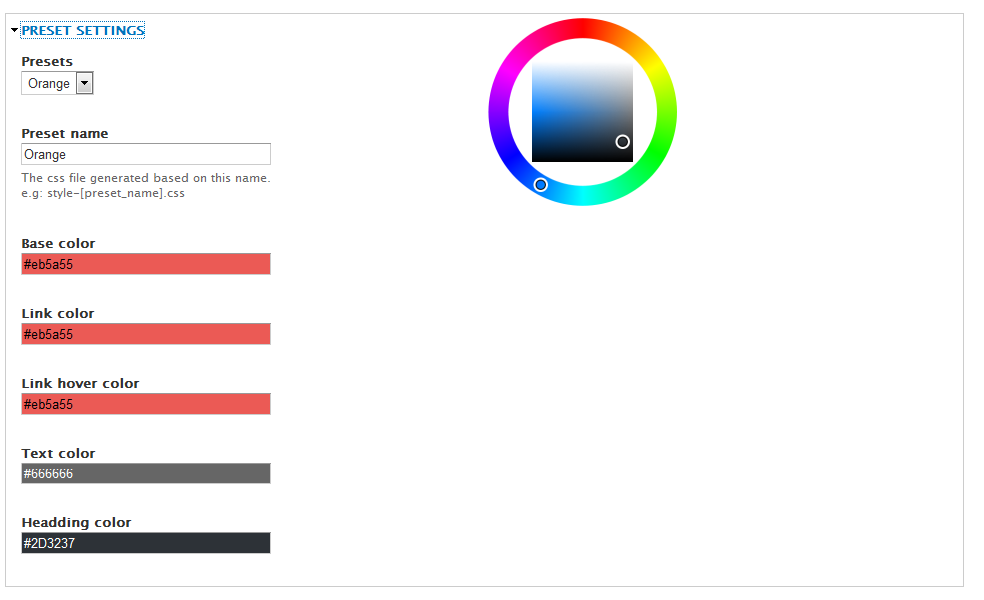 PRESET SETTINGS
Presets
Orange
Preset name
Orange
The css file generated based on this name.
e.g: style-[preset_name].css
Base color
#eb5a55
Link color
#eb5a55
Link hover color
#eb5a55
Text color
#666666
Headding color
#2D3237